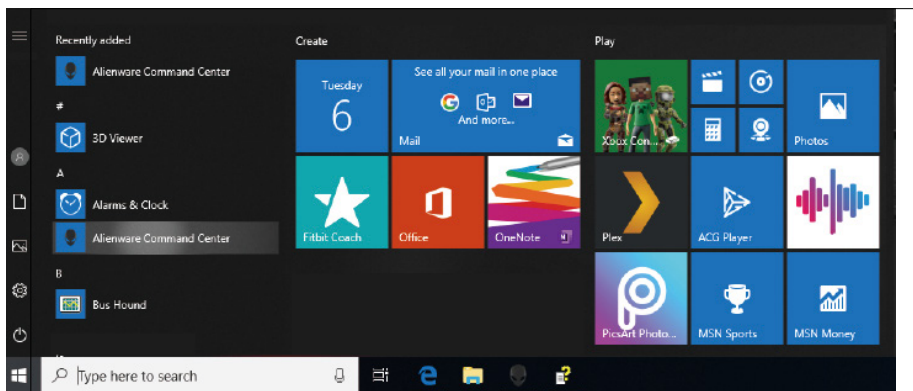 Recently added
Alienware Command Center
#
3D Viewer
A
Alarms & Clock
Alienware Command Center
B
Bus Hound
Create
Tuesday
6
See all your mail in one place
And more...
Mail
Fitbit Coach
Office
OneNote
Play
Xbox Con...
Photos
Plex
ACG Player
PicsArt Photo...
MSN Sports
MSN Money
Type here to search